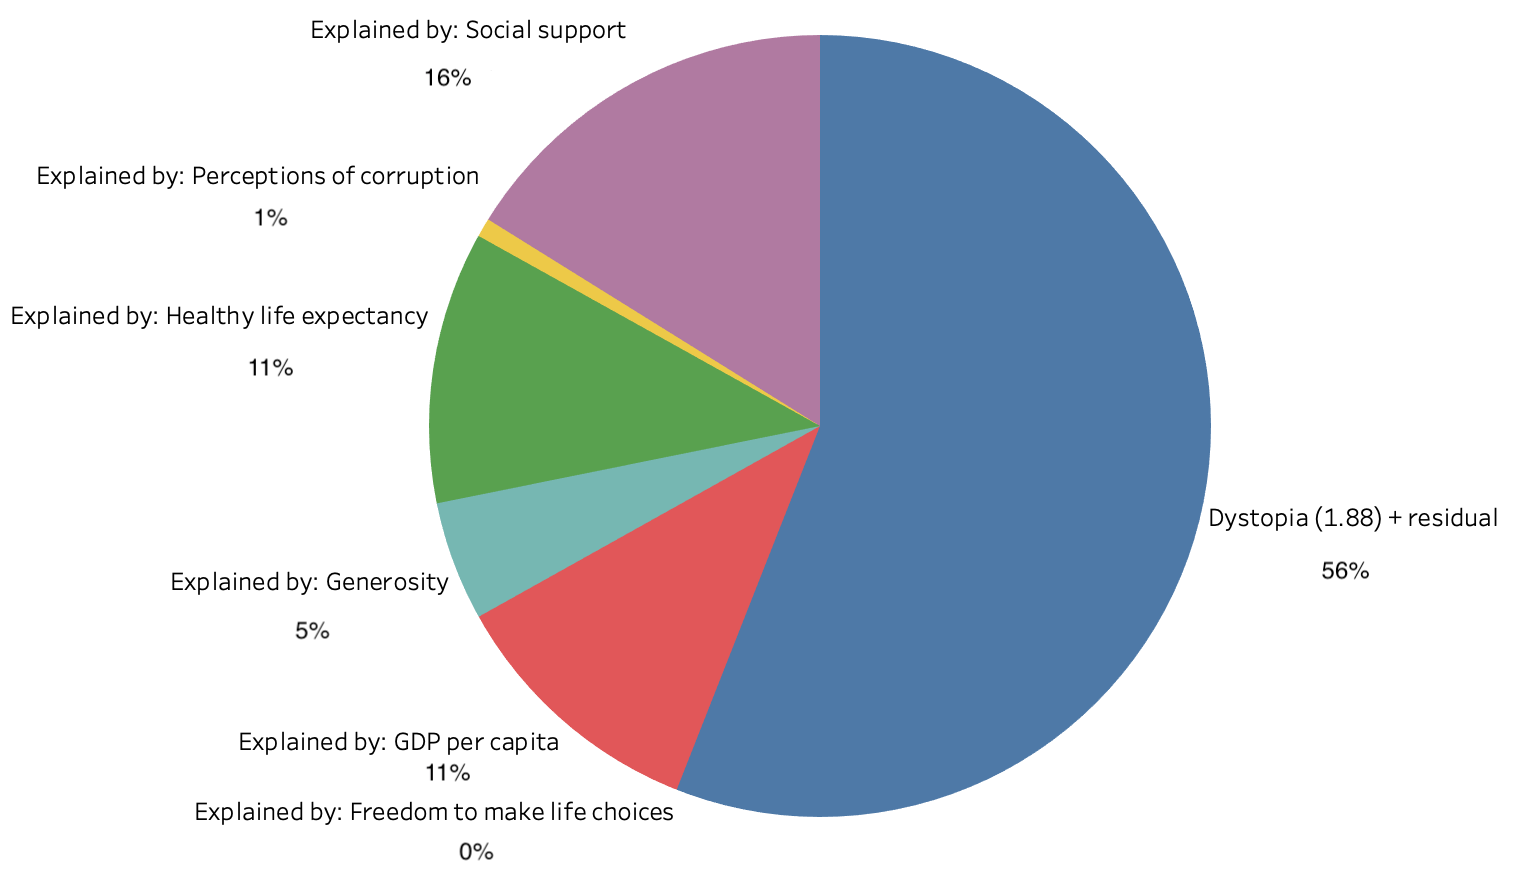 Explained by: Social support
16%
Explained by: Perceptions of corruption
1%
Explained by: Healthy life expectancy
11%
Dystopia (1.88) + residual
56%
Explained by: Generosity
5%
Explained by: GDP per capita
11%
Explained by: Freedom to make life choices
0%